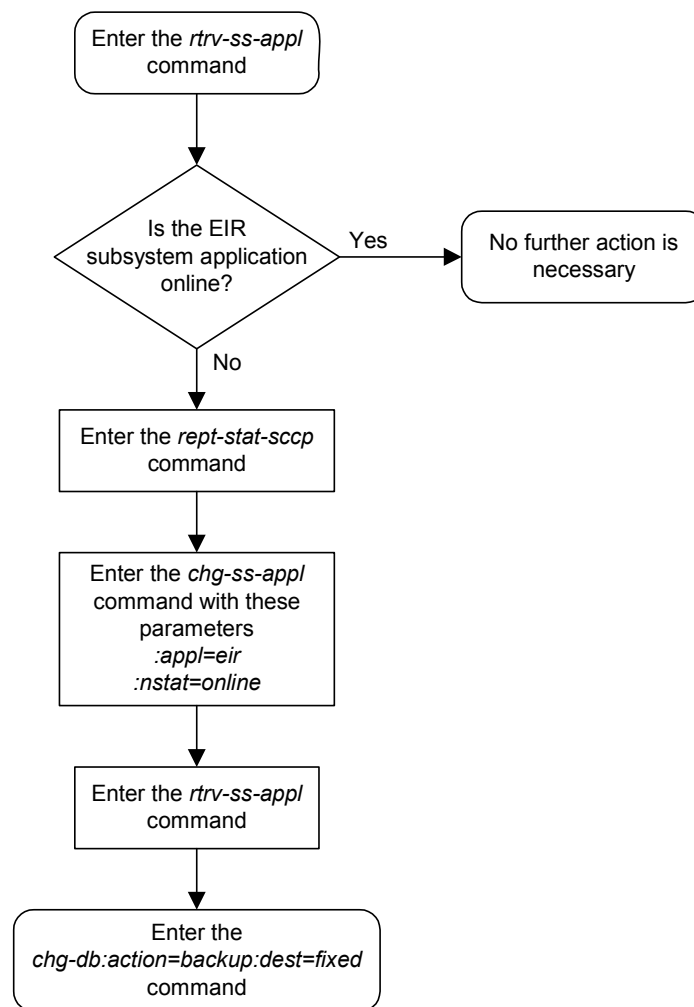 Enter the rtrv-ss-appl
command
Is the EIR
subsystem application
online?
Yes
No further action is
necessary
No
Enter the rept-stat-sccp
command
Enter the chg-ss-appl
command with these
parameters
:appl=eir
:nstat=online
Enter the rtrv-ss-appl
command
Enter the
chg-db:action=backup:dest=fixed
command